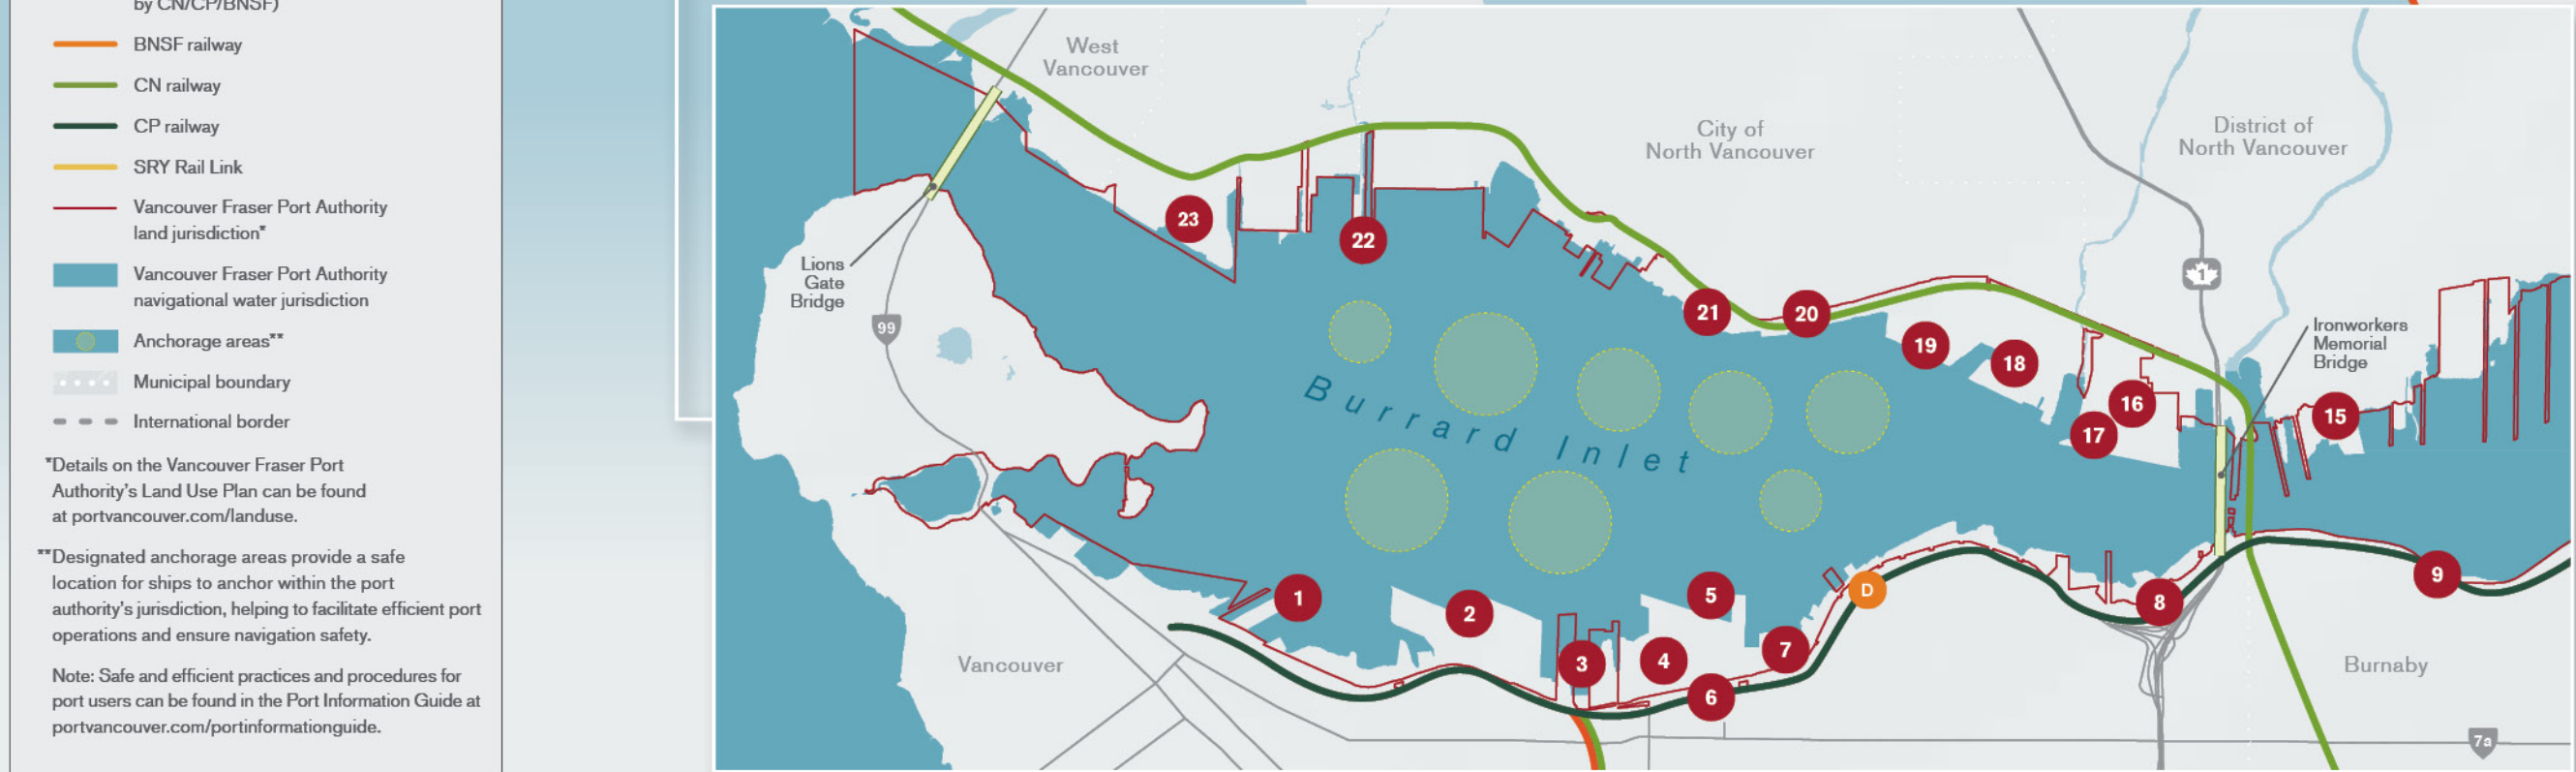 by CN/CP/BNSF)
BNSF railway
CN railway
CP railway
SRY Rail Link
Vancouver Fraser Port Authority
land jurisdiction*
Vancouver Fraser Port Authority
navigational water jurisdiction
Anchorage areas**
Municipal boundary
International border
*Details on the Vancouver Fraser Port
Authority's Land Use Plan can be found
at portvancouver.com/landuse.
**Designated anchorage areas provide a safe
location for ships to anchor within the port
authority's jurisdiction, helping to facilitate efficient port
operations and ensure navigation safety.
Note: Safe and efficient practices and procedures for
port users can be found in the Port Information Guide at
portvancouver.com/portinformationguide.
West
Vancouver
City of
North Vancouver
District of
North Vancouver
23
22
1
Lions
Gate
Bridge
99
21
20
19
18
Ironworkers
Memorial
Bridge
16
17
15
Burrard Inlet
1
2
3
4
5
6
7
D
8
9
Vancouver
Burnaby
7a